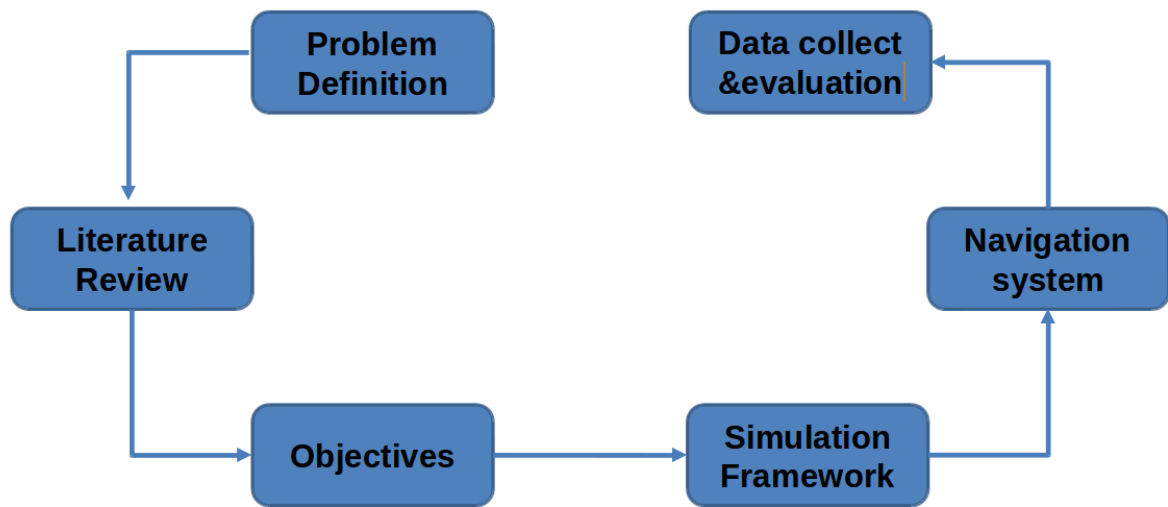 Problem
Definition
Literature
Review
Objectives
Simulation
Framework
Navigation
system
Data collect
&evaluation